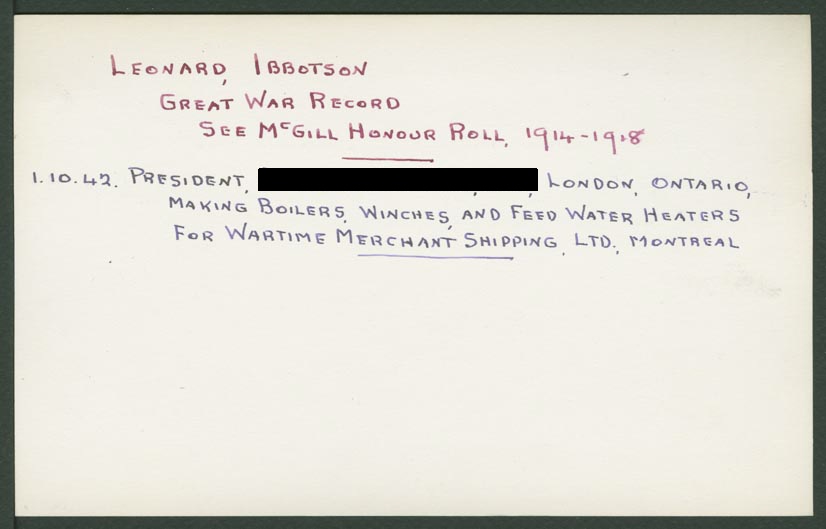 LEONARD, IBBOTSON
GREAT WAR RECORD
SEE McGILL HONOUR ROLL, 1914-1918
1.10.42. PRESIDENT, LONDON, ONTARIO,
MAKING BOILERS, WINCHES, AND FEED WATER HEATERS
FOR WARTIME MERCHANT SHIPPING, LTD., MONTREAL